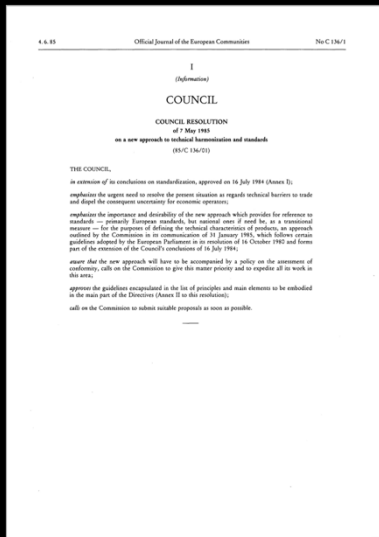 4. 6. 85 Official Journal of the European Communities No C 136/1
I
(Information)
COUNCIL
COUNCIL RESOLUTION
of 7 May 1985
on a new approach to technical harmonization and standards
(85/C 136/01)
THE COUNCIL,
in extension of its conclusions on standardization, approved on 16 July 1984 (Annex I);
emphasizes the urgent need to resolve the present situation as regards technical barriers to trade
and dispel the consequent uncertainty for economic operators;
emphasizes the importance and desirability of the new approach which provides for reference to
standards — primarily European standards, but national ones if need be, as a transitional
measure — for the purposes of defining the technical characteristics of products, an approach
outlined by the Commission in its communication of 31 January 1985, which follows certain
guidelines adopted by the European Parliament in its resolution of 16 October 1980 and forms
part of the extension of the Council's conclusions of 16 July 1984;
aware that the new approach will have to be accompanied by a policy on the assessment of
conformity, calls on the Commission to give this matter priority and to expedite all its work in
this area;
approves the guidelines encapsulated in the list of principles and main elements to be embodied
in the main part of the Directives (Annex II to this resolution);
calls on the Commission to submit suitable proposals as soon as possible.